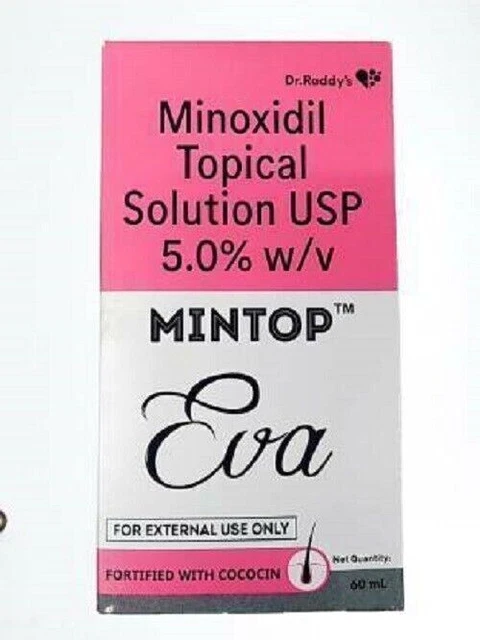 Dr.Reddy's
Minoxidil
Topical
Solution USP
5.0% w/v
MINTOP™
Eva
FOR EXTERNAL USE ONLY
Net Quantity:
FORTIFIED WITH COCOCIN
60 mL